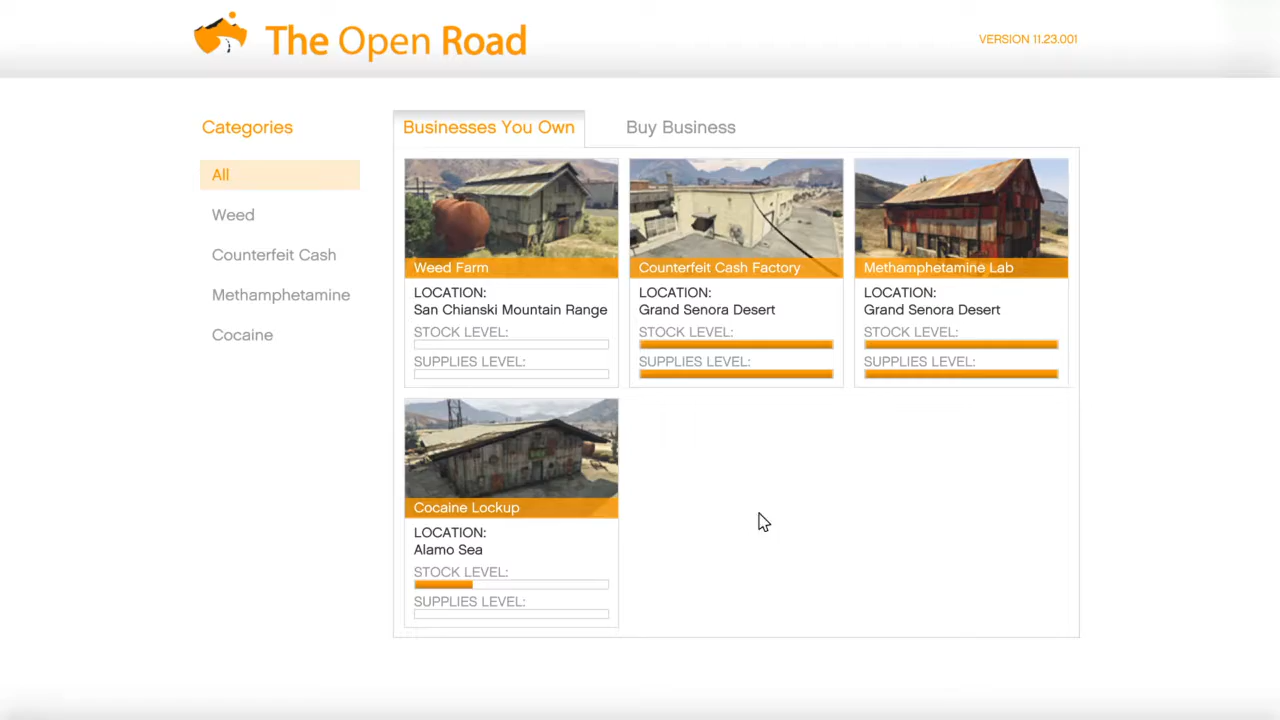 The Open Road
VERSION 11.23.001
Categories
All
Weed
Counterfeit Cash
Methamphetamine
Cocaine
Businesses You Own
Buy Business
Weed Farm
LOCATION:
San Chianski Mountain Range
STOCK LEVEL:
SUPPLIES LEVEL:
Counterfeit Cash Factory
LOCATION:
Grand Senora Desert
STOCK LEVEL:
SUPPLIES LEVEL:
Methamphetamine Lab
LOCATION:
Grand Senora Desert
STOCK LEVEL:
SUPPLIES LEVEL:
Cocaine Lockup
LOCATION:
Alamo Sea
STOCK LEVEL:
SUPPLIES LEVEL: